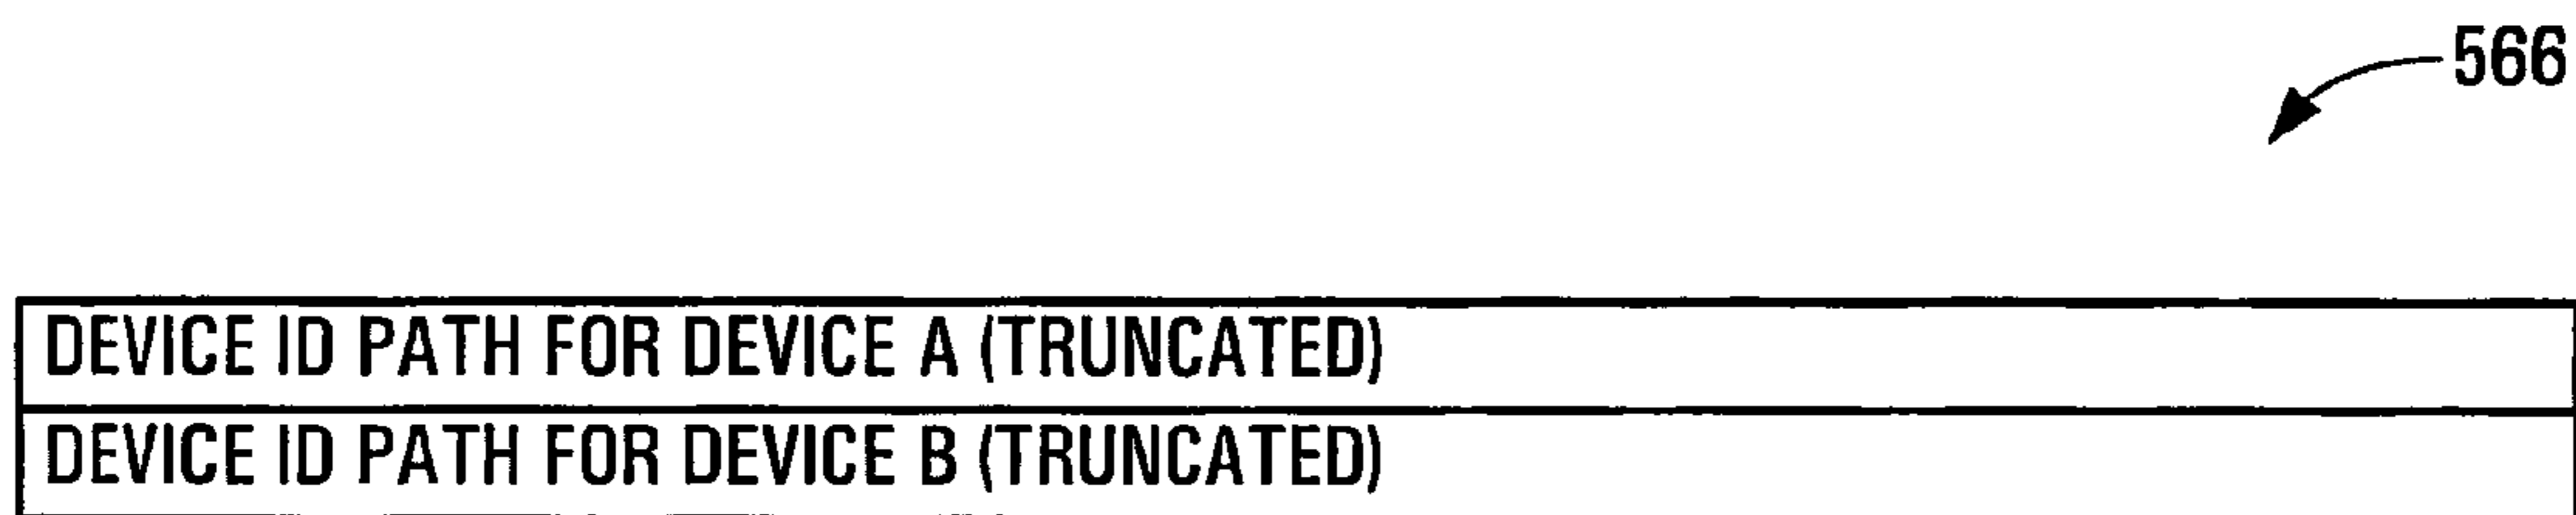 566
DEVICE ID PATH FOR DEVICE A (TRUNCATED)
DEVICE ID PATH FOR DEVICE B (TRUNCATED)